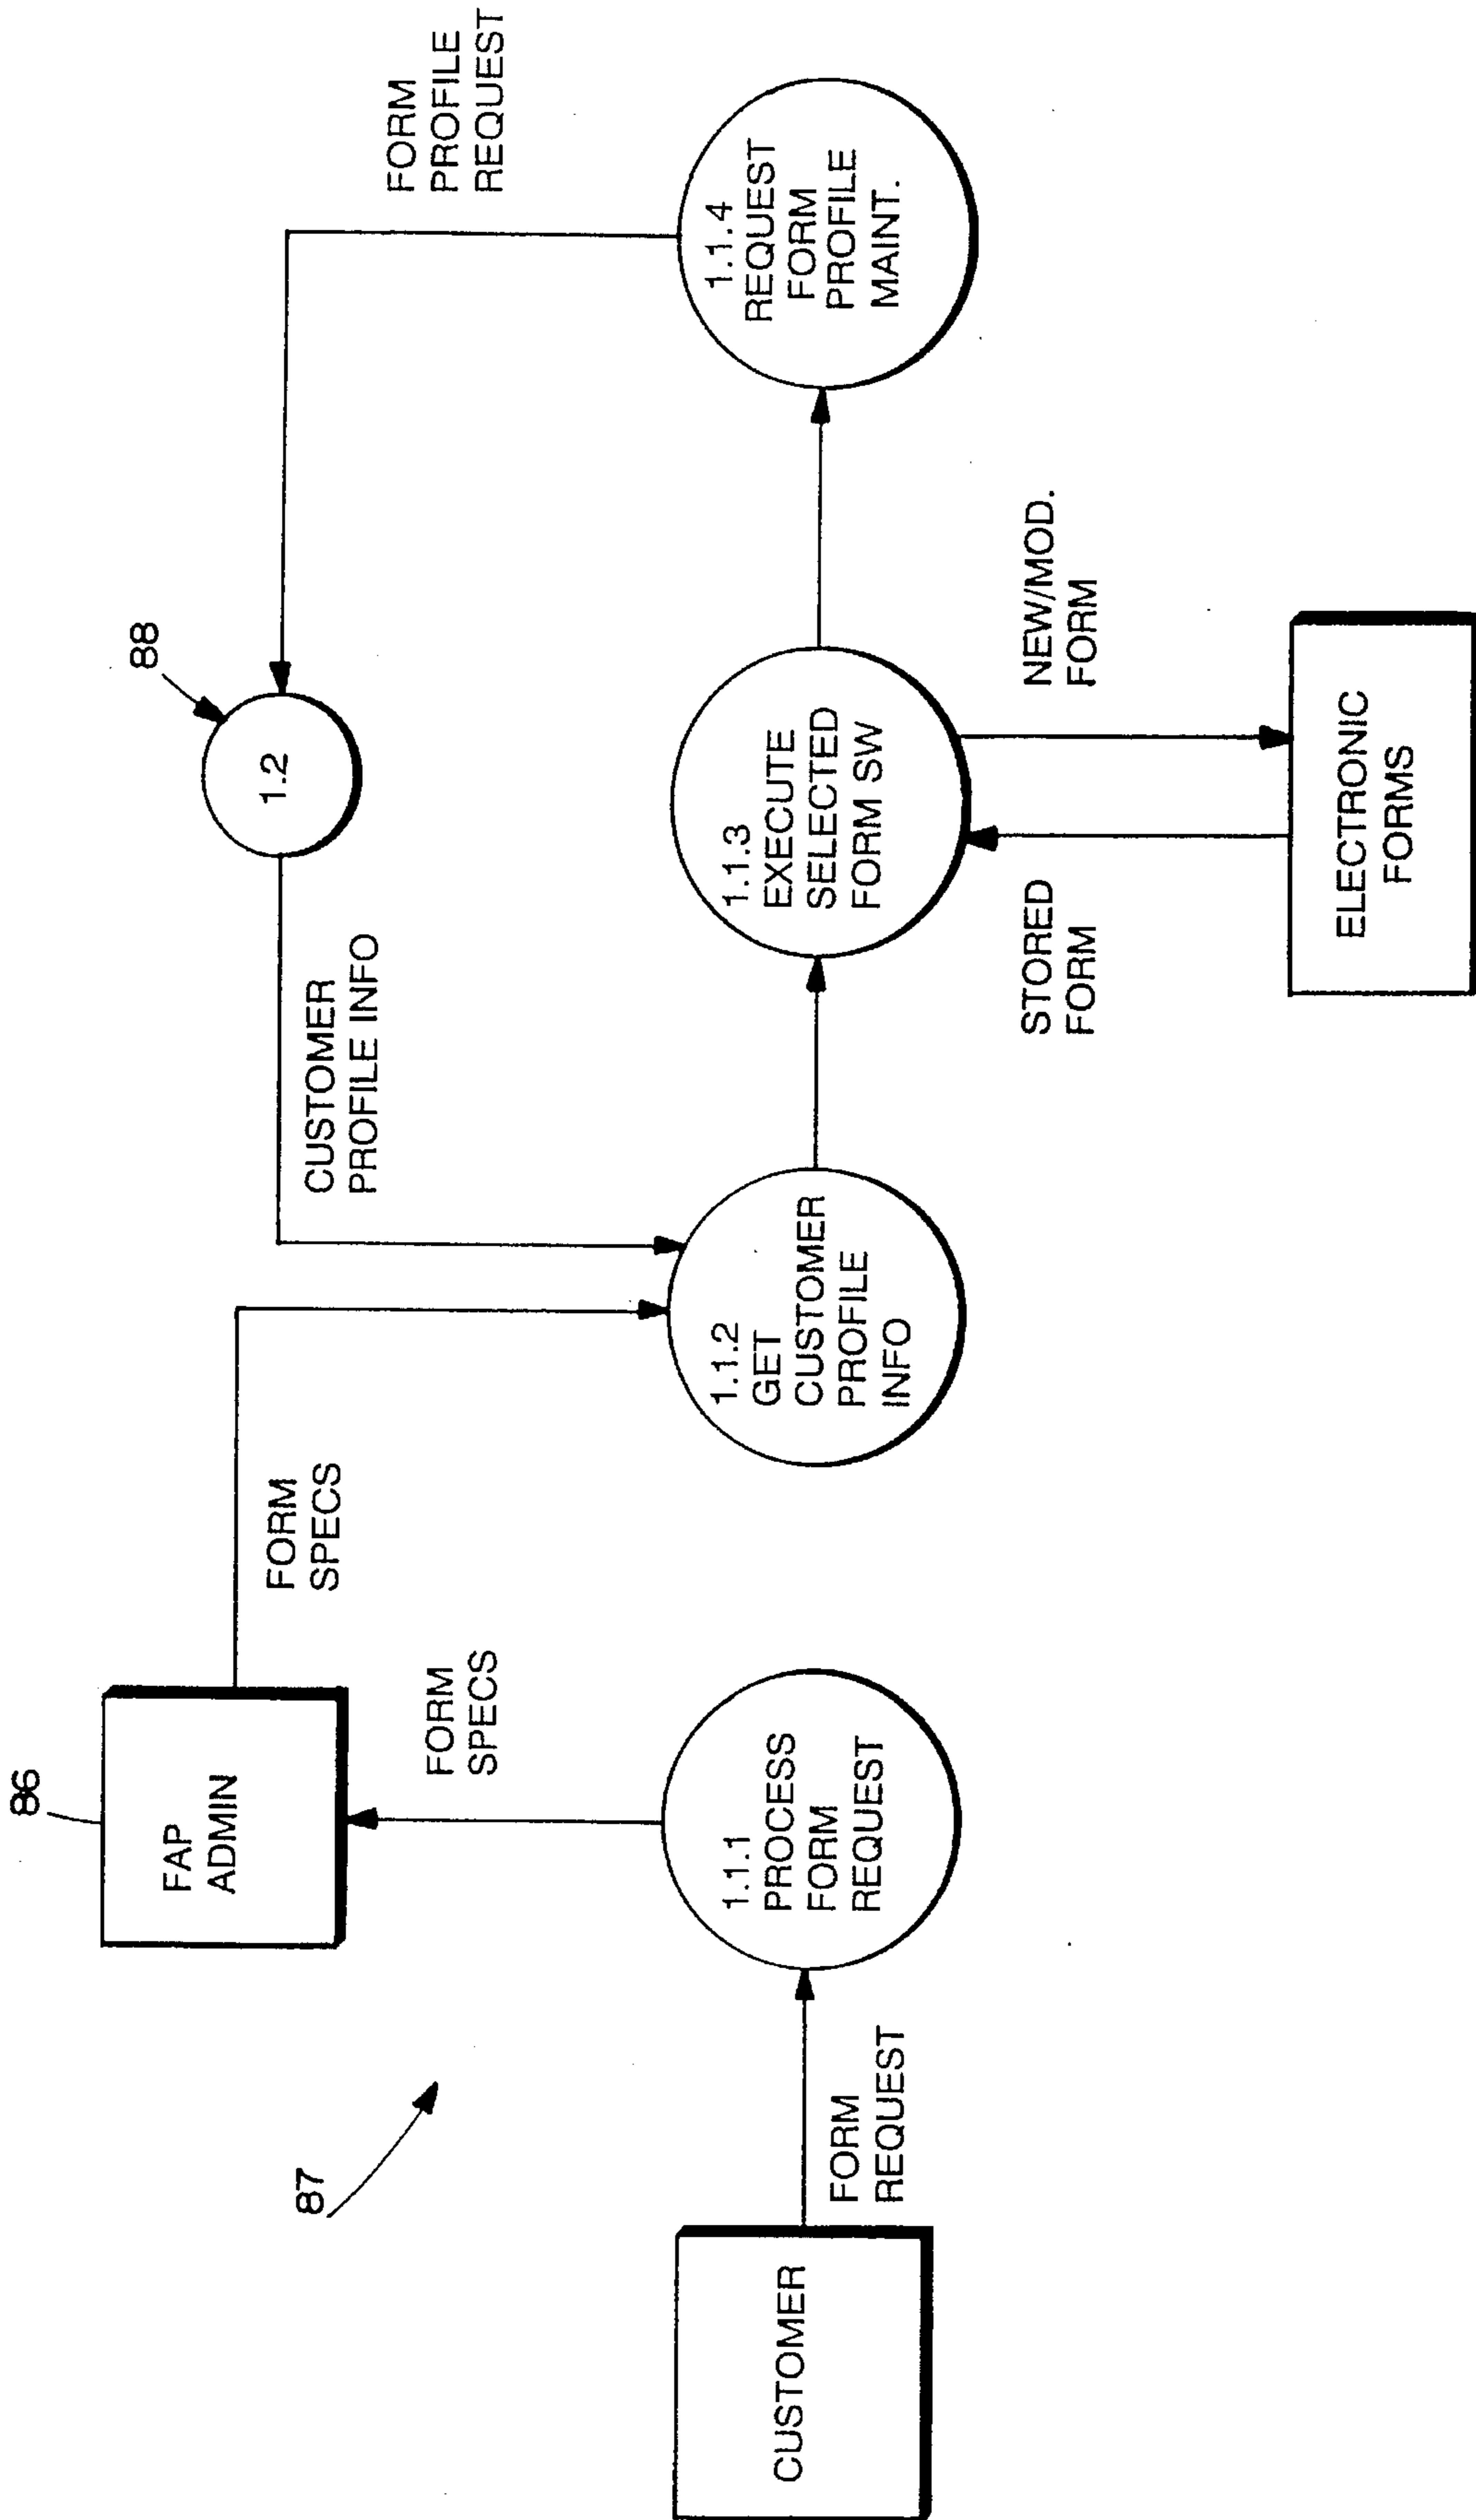 86
FAP
ADMIN
FORM
SPECS
FORM
SPECS
87
CUSTOMER
FORM
REQUEST
1.1.1
PROCESS
FORM
REQUEST
1.1.2
GET
CUSTOMER
PROFILE
INFO
CUSTOMER
PROFILE INFO
88
1.2
1.1.3
EXECUTE
SELECTED
FORM SW
STORED
FORM
NEW/MOD.
FORM
ELECTRONIC
FORMS
1.1.4
REQUEST
FORM
PROFILE
MAINT.
FORM
PROFILE
REQUEST